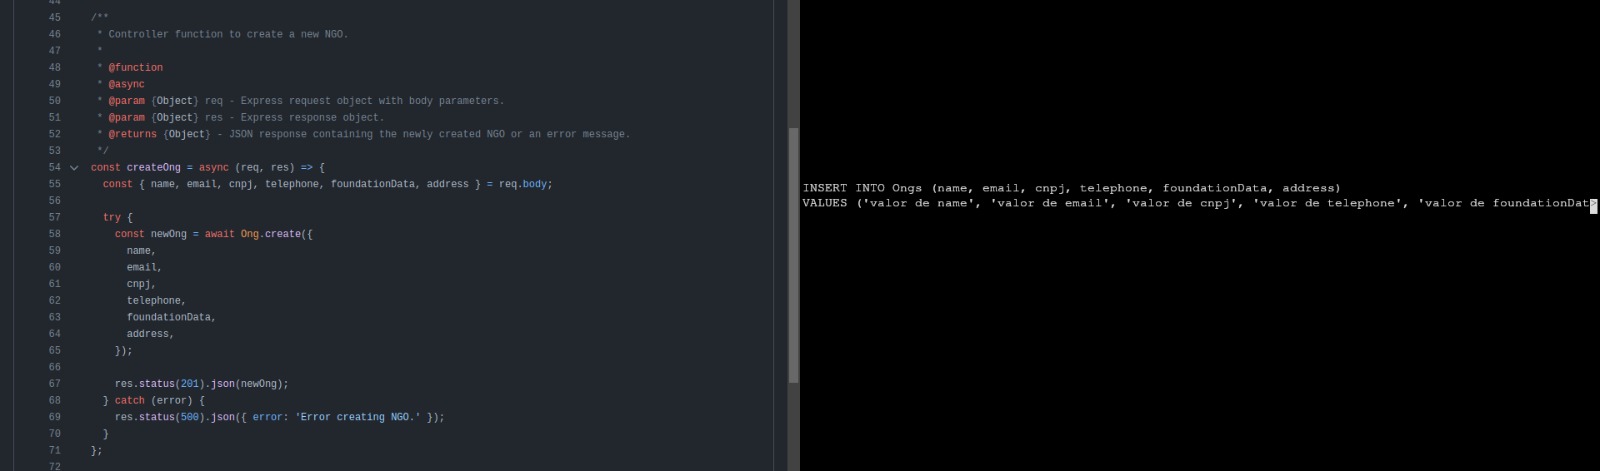 44
45 /**
46 * Controller function to create a new NGO.
47 *
48 * @function
49 * @async
50 * @param {Object} req - Express request object with body parameters.
51 * @param {Object} res - Express response object.
52 * @returns {Object} - JSON response containing the newly created NGO or an error message.
53 */
54 const createOng = async (req, res) => {
55 const { name, email, cnpj, telephone, foundationData, address } = req.body;
56
57 try {
58 const newOng = await Ong.create({
59 name,
60 email,
61 cnpj,
62 telephone,
63 foundationData,
64 address,
65 });
66
67 res.status(201).json(newOng);
68 } catch (error) {
69 res.status(500).json({ error: 'Error creating NGO.' });
70 }
71 };
72
INSERT INTO Ongs (name, email, cnpj, telephone, foundationData, address)
VALUES ('valor de name', 'valor de email', 'valor de cnpj', 'valor de telephone', 'valor de foundationDat>